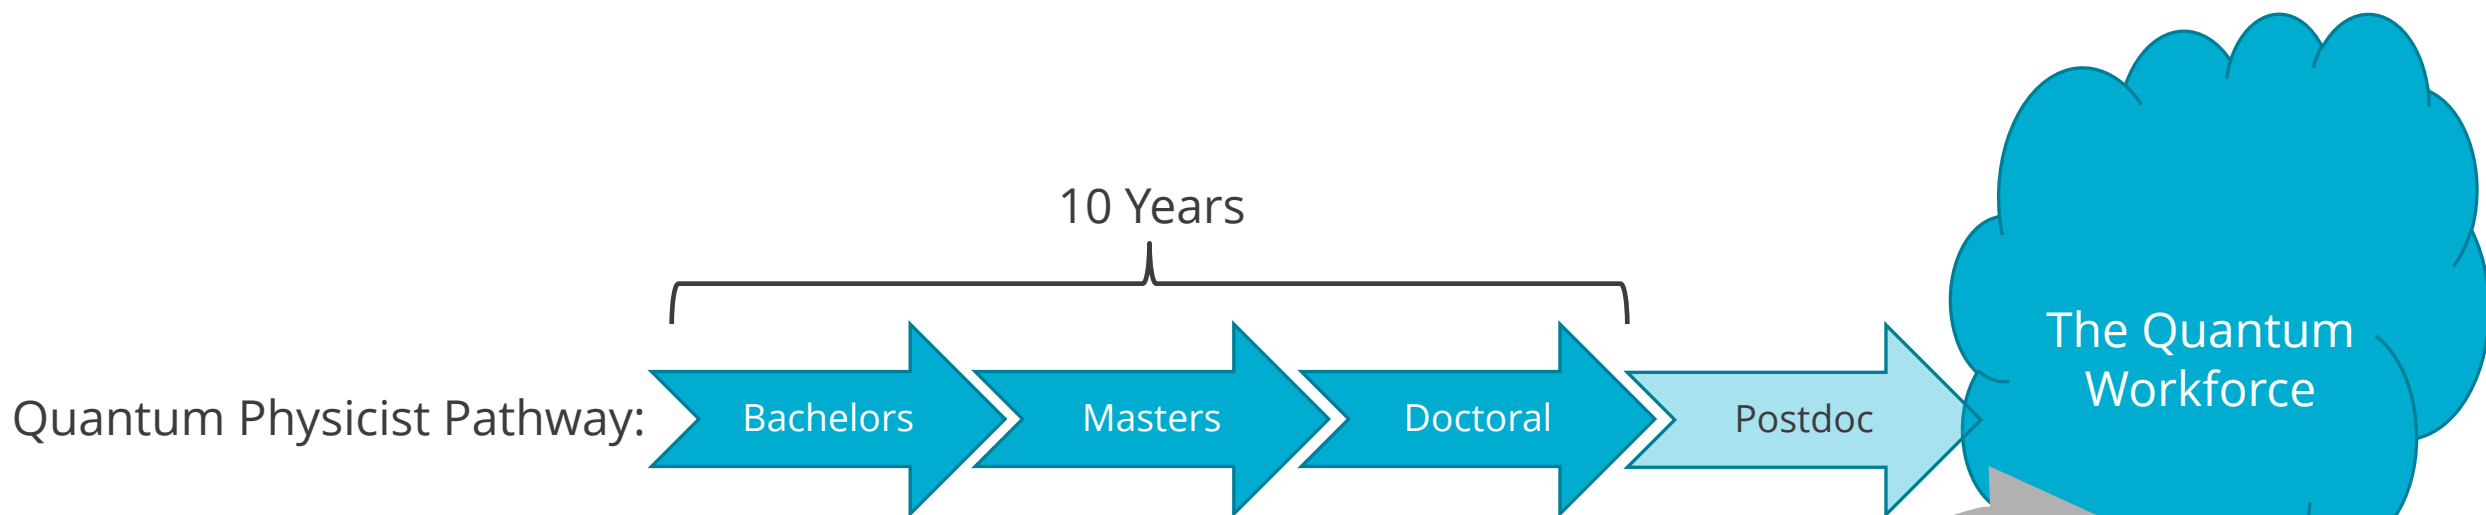 10 Years
The Quantum
Workforce
Quantum Physicist Pathway:
Bachelors
Masters
Doctoral
Postdoc